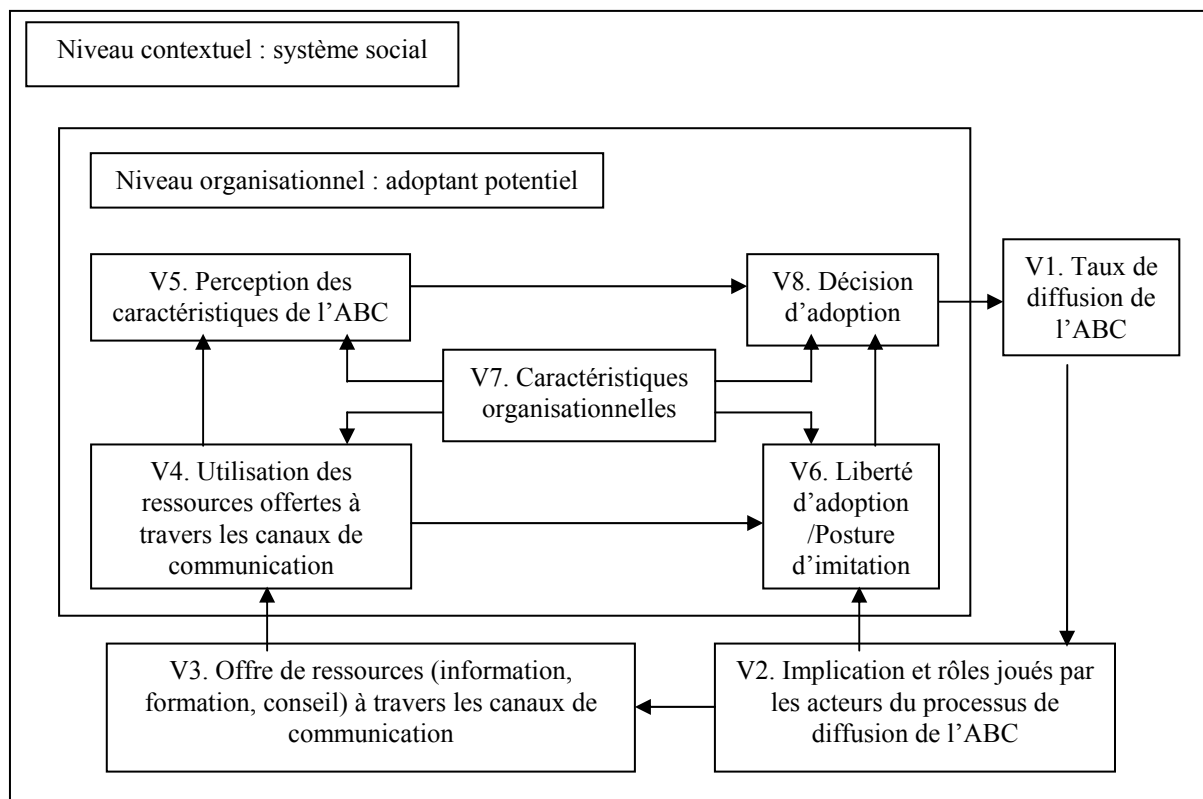 Niveau contextuel : système social
Niveau organisationnel : adoptant potentiel
V5. Perception des
caractéristiques de l'ABC
V8. Décision
d'adoption
V1. Taux de
diffusion de
l'ABC
V7. Caractéristiques
organisationnelles
V4. Utilisation des
ressources offertes à
travers les canaux de
communication
V6. Liberté
d'adoption
/Posture
d'imitation
V3. Offre de ressources (information,
formation, conseil) à travers les canaux de
communication
V2. Implication et rôles joués par
les acteurs du processus de
diffusion de l'ABC